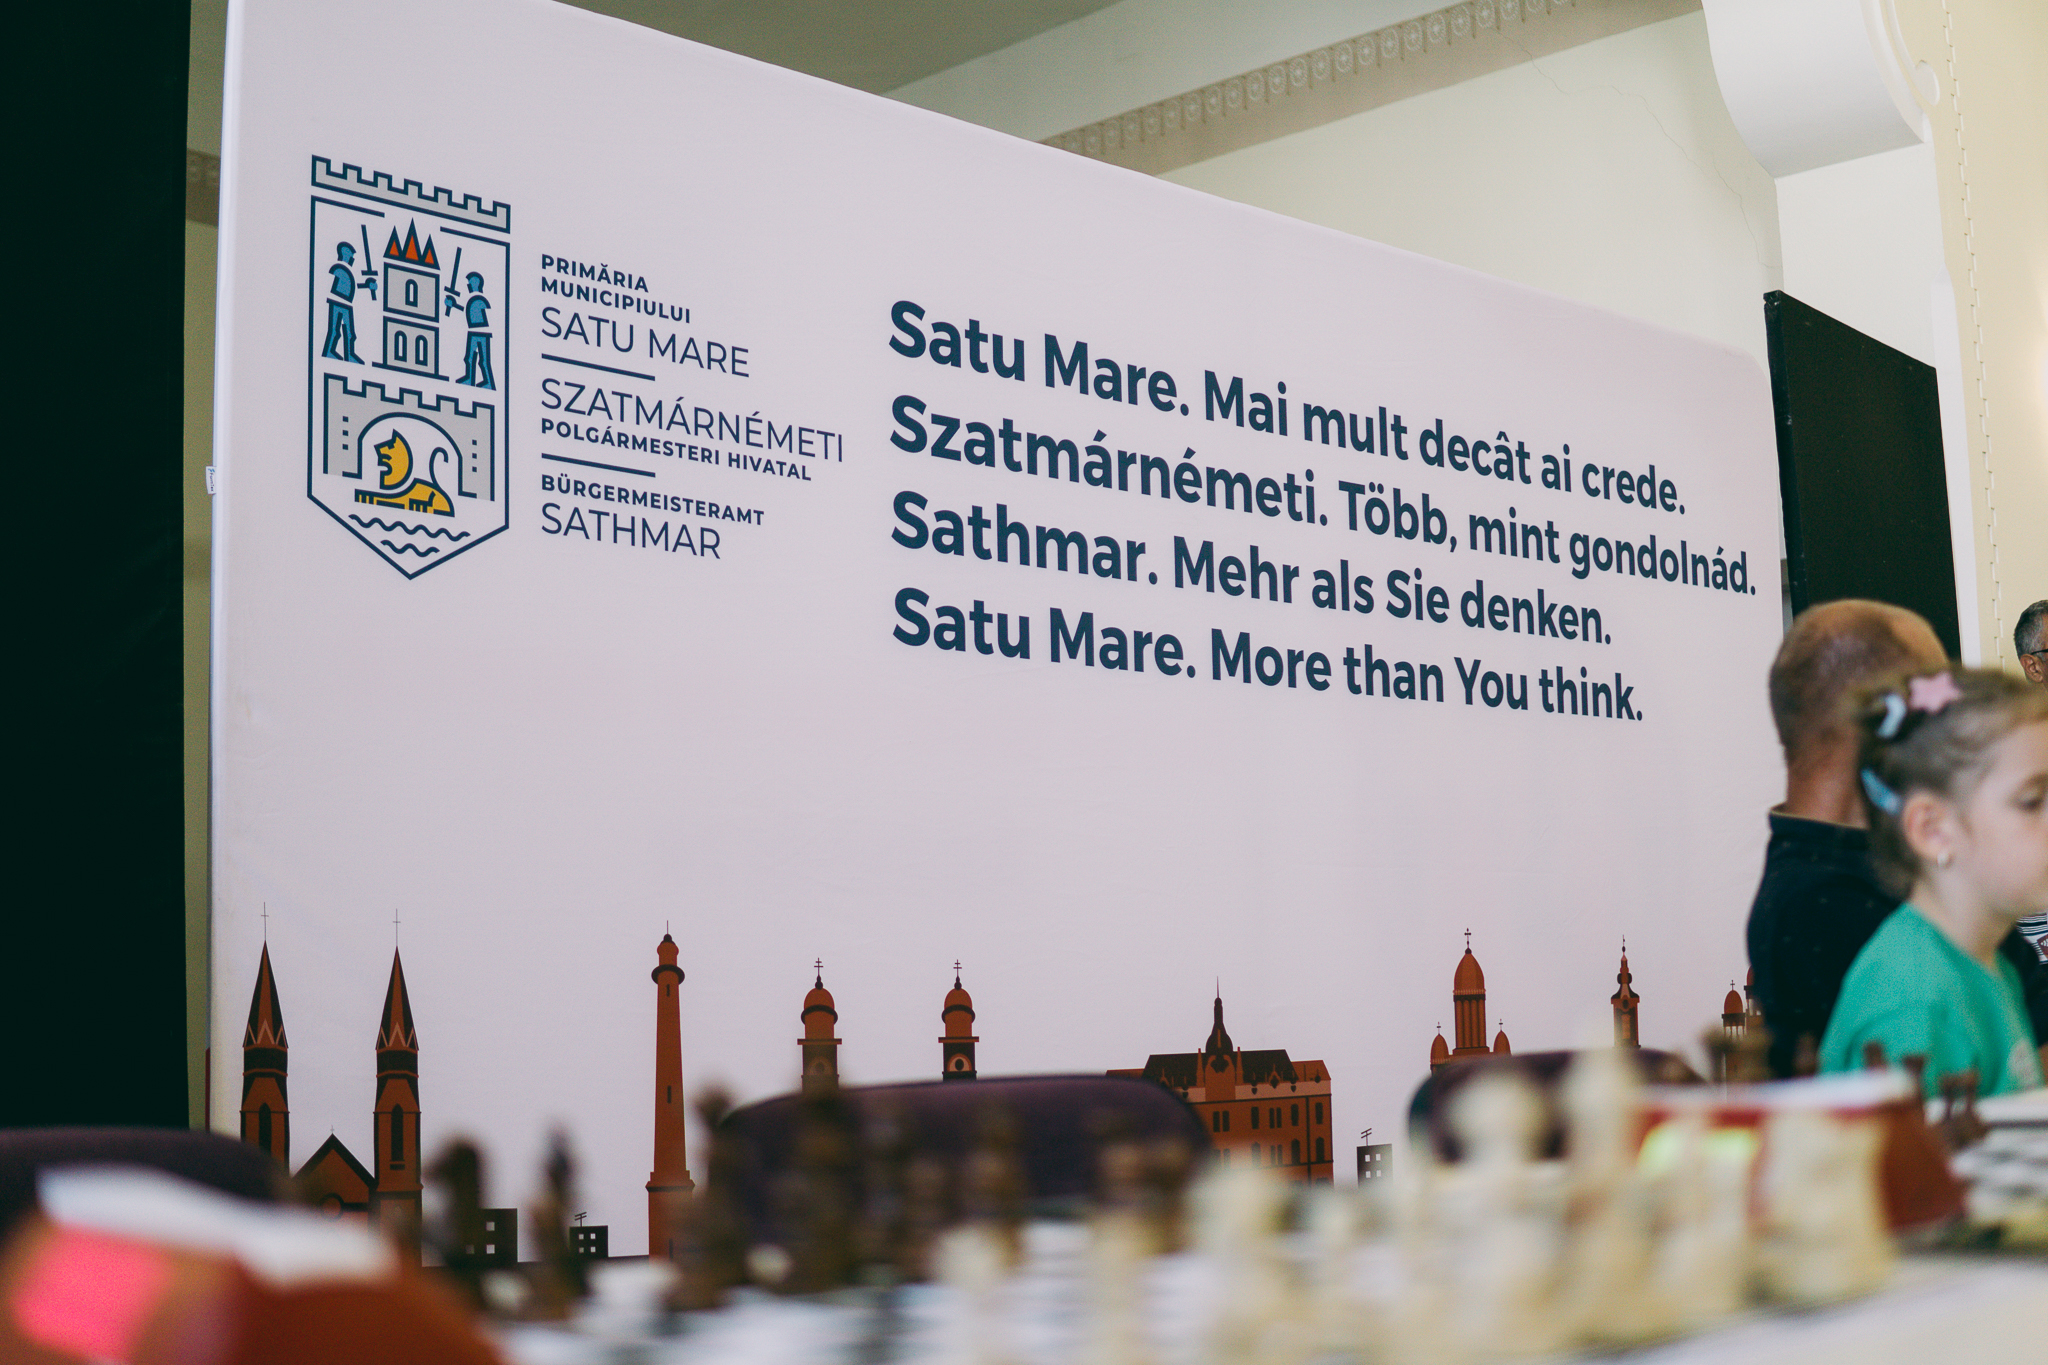 PRIMĂRIA
MUNICIPIULUI
SATU MARE
SZATMÁRNÉMETI
POLGÁRMESTERI HIVATAL
BÜRGERMEISTERAMT
SATHMAR
Satu Mare. Mai mult decât ai crede.
Szatmárnémeti. Több, mint gondolnád.
Sathmar. Mehr als Sie denken.
Satu Mare. More than You think.